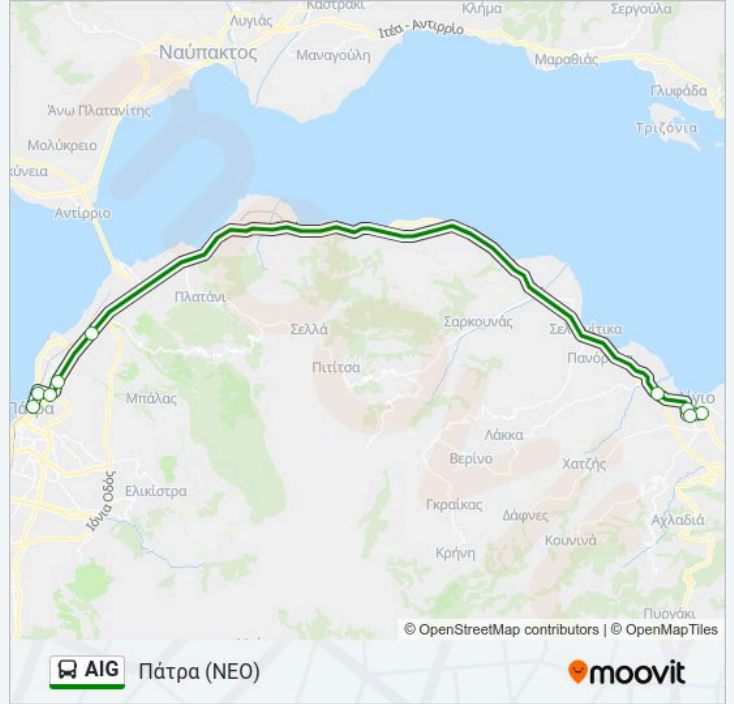 Καστράκι
Κλήμα
Σεργούλα
Λυγιάς
Ιτέα - Αντιρρίο
Ναύπακτος
Μαναγούλη
Μαραθιάς
Γλυφάδα
Άνω Πλατανίτης
Τριζόνια
Μολύκρειο
Αντίρριο
Πλατάνι
Σελλά
Σαρκουνάς
Πιτίτσα
Μπάλας
Λάκκα
Βερίνο
Χατζής
Ελικίστρα
Ιόνια Οδός
Γκραίκας
Δάφνες
Αχλαδιά
Κουνινά
Κρήνη
Πυργάκι
© OpenStreetMap contributors | © OpenMapTiles
AIG Πάτρα (ΝΕΟ)
moovit